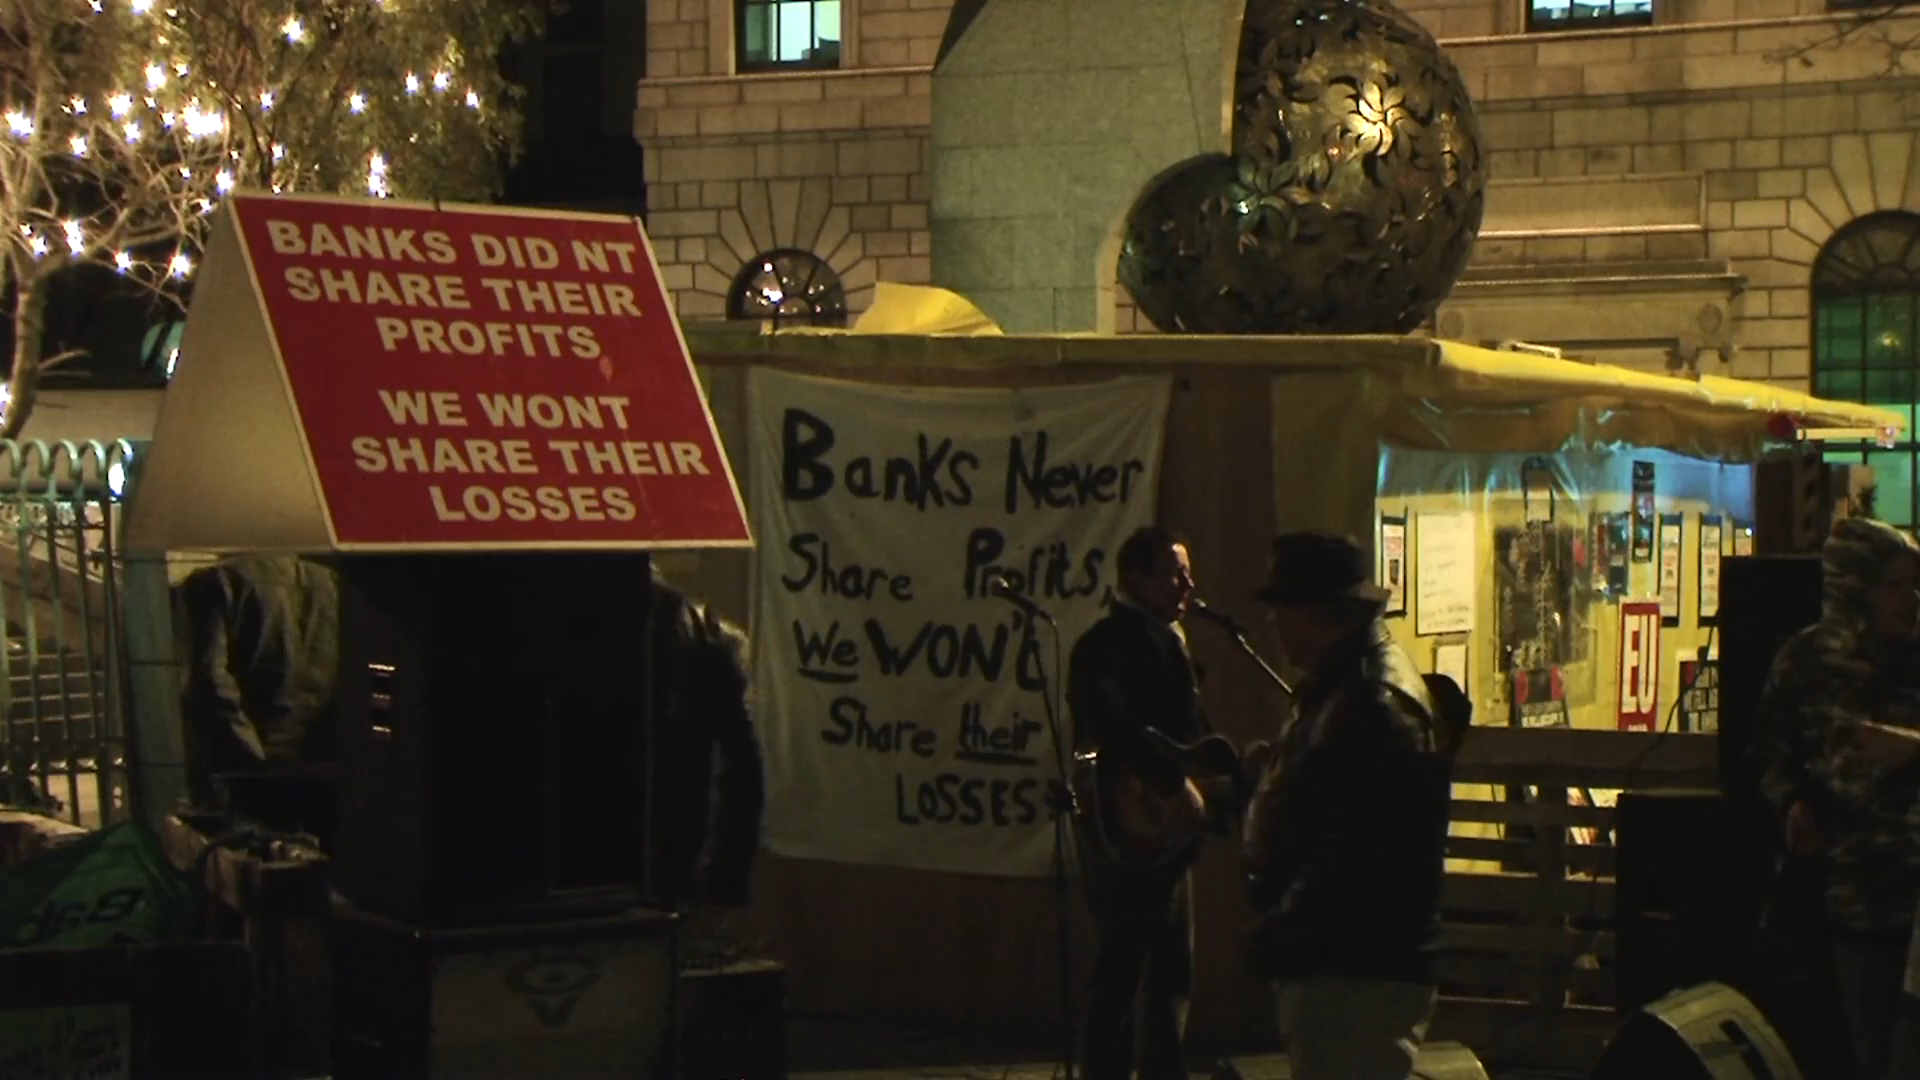 BANKS DID NT
SHARE THEIR
PROFITS
WE WONT
SHARE THEIR
LOSSES
Banks Never
Share Profits,
We WON't
Share their
LOSSES
EU